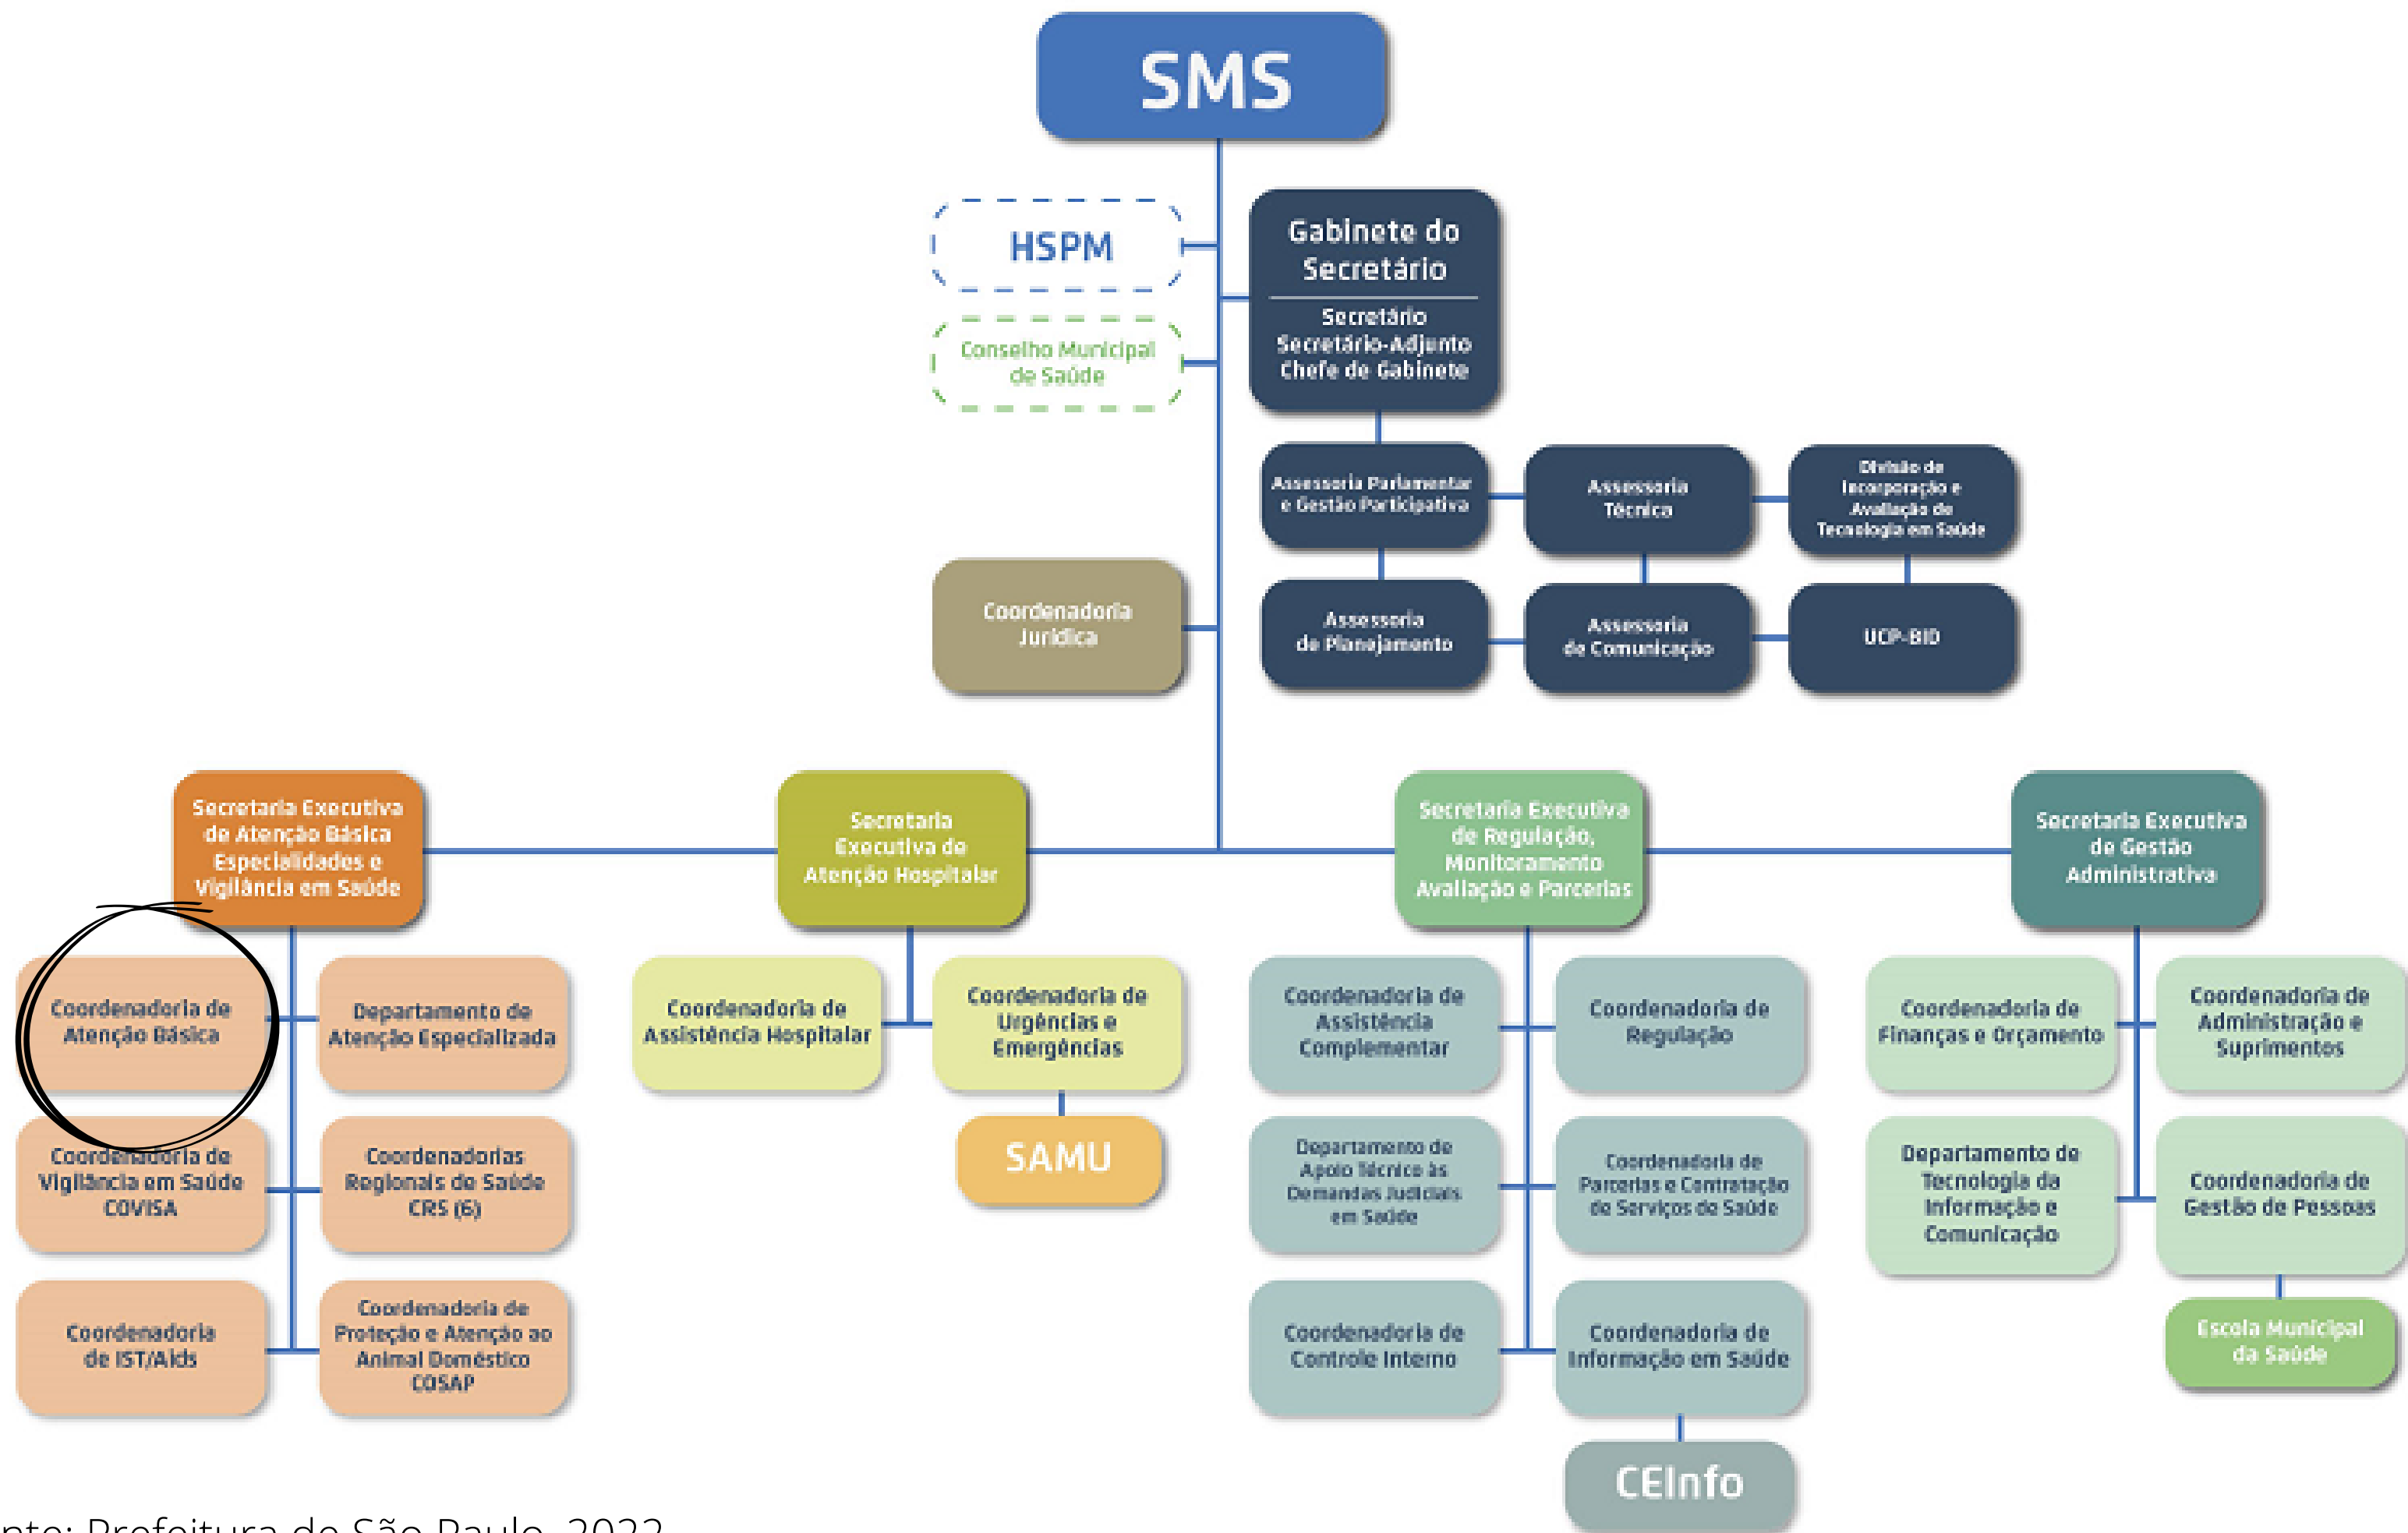 SMS
HSPM
Conselho Municipal
de Saúde
Gabinete do
Secretário
Secretário
Secretário-Adjunto
Chefe de Gabinete
Assessoria Parlamentar
e Gestão Participativa
Assessoria
Técnica
Divisão de
Incorporação e
Avaliação de
Tecnologia em Saúde
Coordenadoria
Jurídica
Assessoria
de Planejamento
Assessoria
de Comunicação
UCP-BID
Secretaria Executiva
de Atenção Básica
Especialidades e
Vigilância em Saúde
Secretaria
Executiva de
Atenção Hospitalar
Secretaria Executiva
de Regulação,
Monitoramento
Avaliação e Parcerias
Secretaria Executiva
de Gestão
Administrativa
Coordenadoria de
Atenção Básica
Departamento de
Atenção Especializada
Coordenadoria de
Assistência Hospitalar
Coordenadoria de
Urgências e
Emergências
Coordenadoria de
Assistência
Complementar
Coordenadoria de
Regulação
Coordenadoria de
Finanças e Orçamento
Coordenadoria de
Administração e
Suprimentos
Coordenadoria de
Vigilância em Saúde
COVISA
Coordenadorias
Regionais de Saúde
CRS (6)
SAMU
Departamento de
Apoio Técnico às
Demandas Judiciais
em Saúde
Coordenadoria de
Parcerias e Contratação
de Serviços de Saúde
Departamento de
Tecnologia da
Informação e
Comunicação
Coordenadoria de
Gestão de Pessoas
Coordenadoria
de IST/Aids
Coordenadoria de
Proteção e Atenção ao
Animal Doméstico
COSAP
Coordenadoria de
Controle Interno
Coordenadoria de
Informação em Saúde
Escola Municipal
da Saúde
CEInfo
nte: Prefeitura de São Paulo, 2022